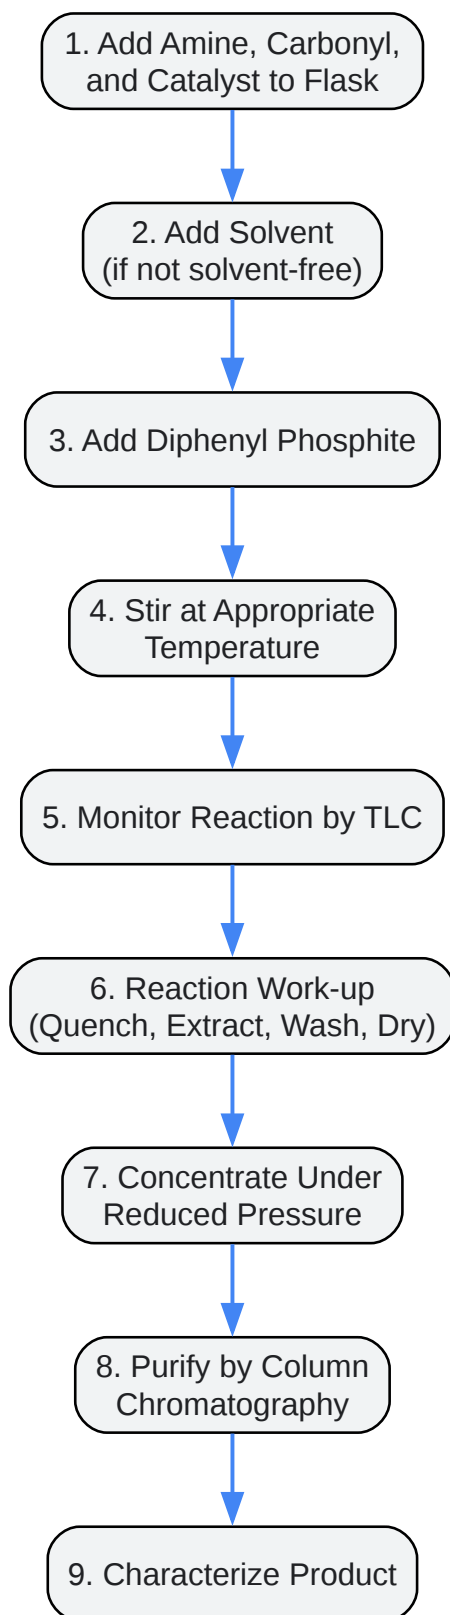 1. Add Amine, Carbonyl,
and Catalyst to Flask
2. Add Solvent
(if not solvent-free)
3. Add Diphenyl Phosphite
4. Stir at Appropriate
Temperature
5. Monitor Reaction by TLC
6. Reaction Work-up
(Quench, Extract, Wash, Dry)
7. Concentrate Under
Reduced Pressure
8. Purify by Column
Chromatography
9. Characterize Product